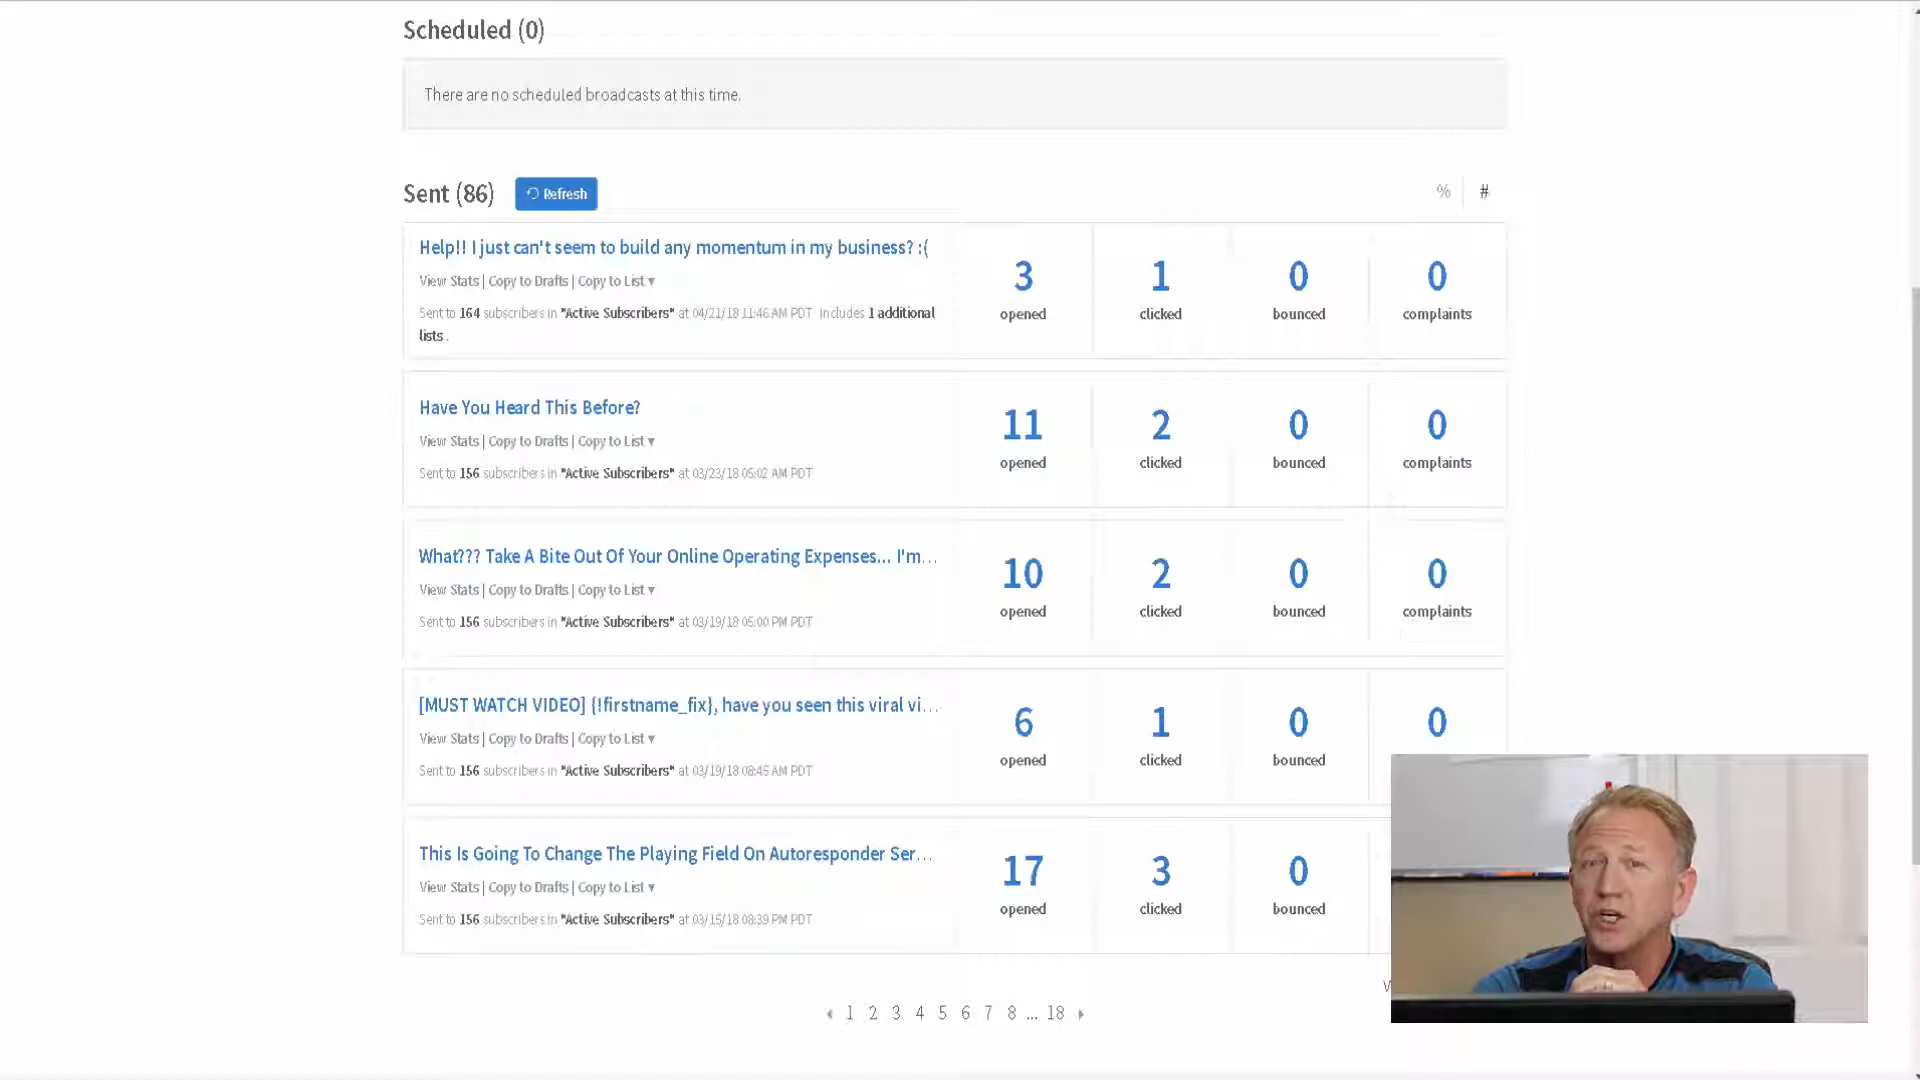 Scheduled (0)
There are no scheduled broadcasts at this time.
Sent (86)
Refresh
%
#
Help!! I just can't seem to build any momentum in my business? :(
View Stats | Copy to Drafts | Copy to List ▾
Sent to 164 subscribers in "Active Subscribers" at 04/21/18 11:46 AM PDT Includes 1 additional
lists .
3
opened
1
clicked
0
bounced
0
complaints
Have You Heard This Before?
View Stats | Copy to Drafts | Copy to List ▾
Sent to 156 subscribers in "Active Subscribers" at 03/23/18 05:02 AM PDT
11
opened
2
clicked
0
bounced
0
complaints
What??? Take A Bite Out Of Your Online Operating Expenses... I'm...
View Stats | Copy to Drafts | Copy to List ▾
Sent to 156 subscribers in "Active Subscribers" at 03/19/18 05:00 PM PDT
10
opened
2
clicked
0
bounced
0
complaints
[MUST WATCH VIDEO] {!firstname_fix}, have you seen this viral vi...
View Stats | Copy to Drafts | Copy to List ▾
Sent to 156 subscribers in "Active Subscribers" at 03/19/18 08:45 AM PDT
6
opened
1
clicked
0
bounced
0
This Is Going To Change The Playing Field On Autoresponder Ser...
View Stats | Copy to Drafts | Copy to List ▾
Sent to 156 subscribers in "Active Subscribers" at 03/15/18 08:39 PM PDT
17
opened
3
clicked
0
bounced
1 2 3 4 5 6 7 8 ... 18